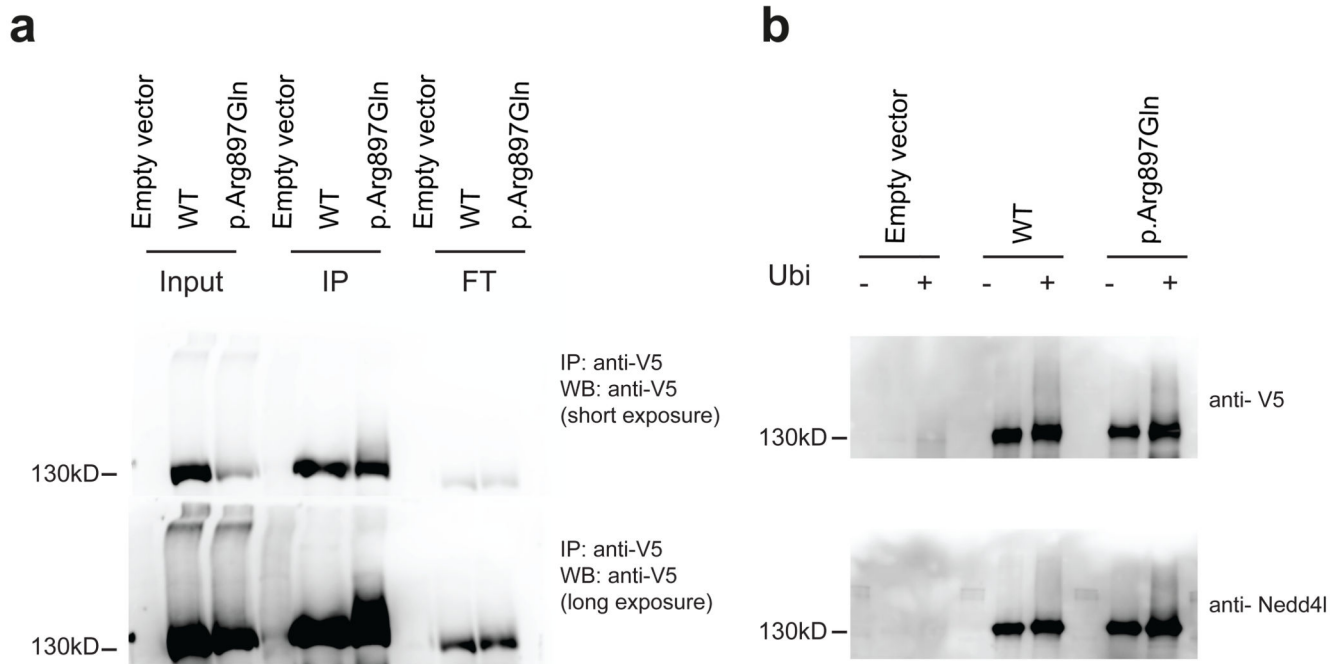 a
Empty vector
WT
p.Arg897Gln
Empty vector
WT
p.Arg897Gln
Empty vector
WT
p.Arg897Gln
Input
IP
FT
IP: anti-V5
WB: anti-V5
(short exposure)
130kD
IP: anti-V5
WB: anti-V5
(long exposure)
130kD
b
Empty vector
WT
p.Arg897Gln
Ubi
- + - + - +
anti- V5
130kD
anti- Nedd4l
130kD